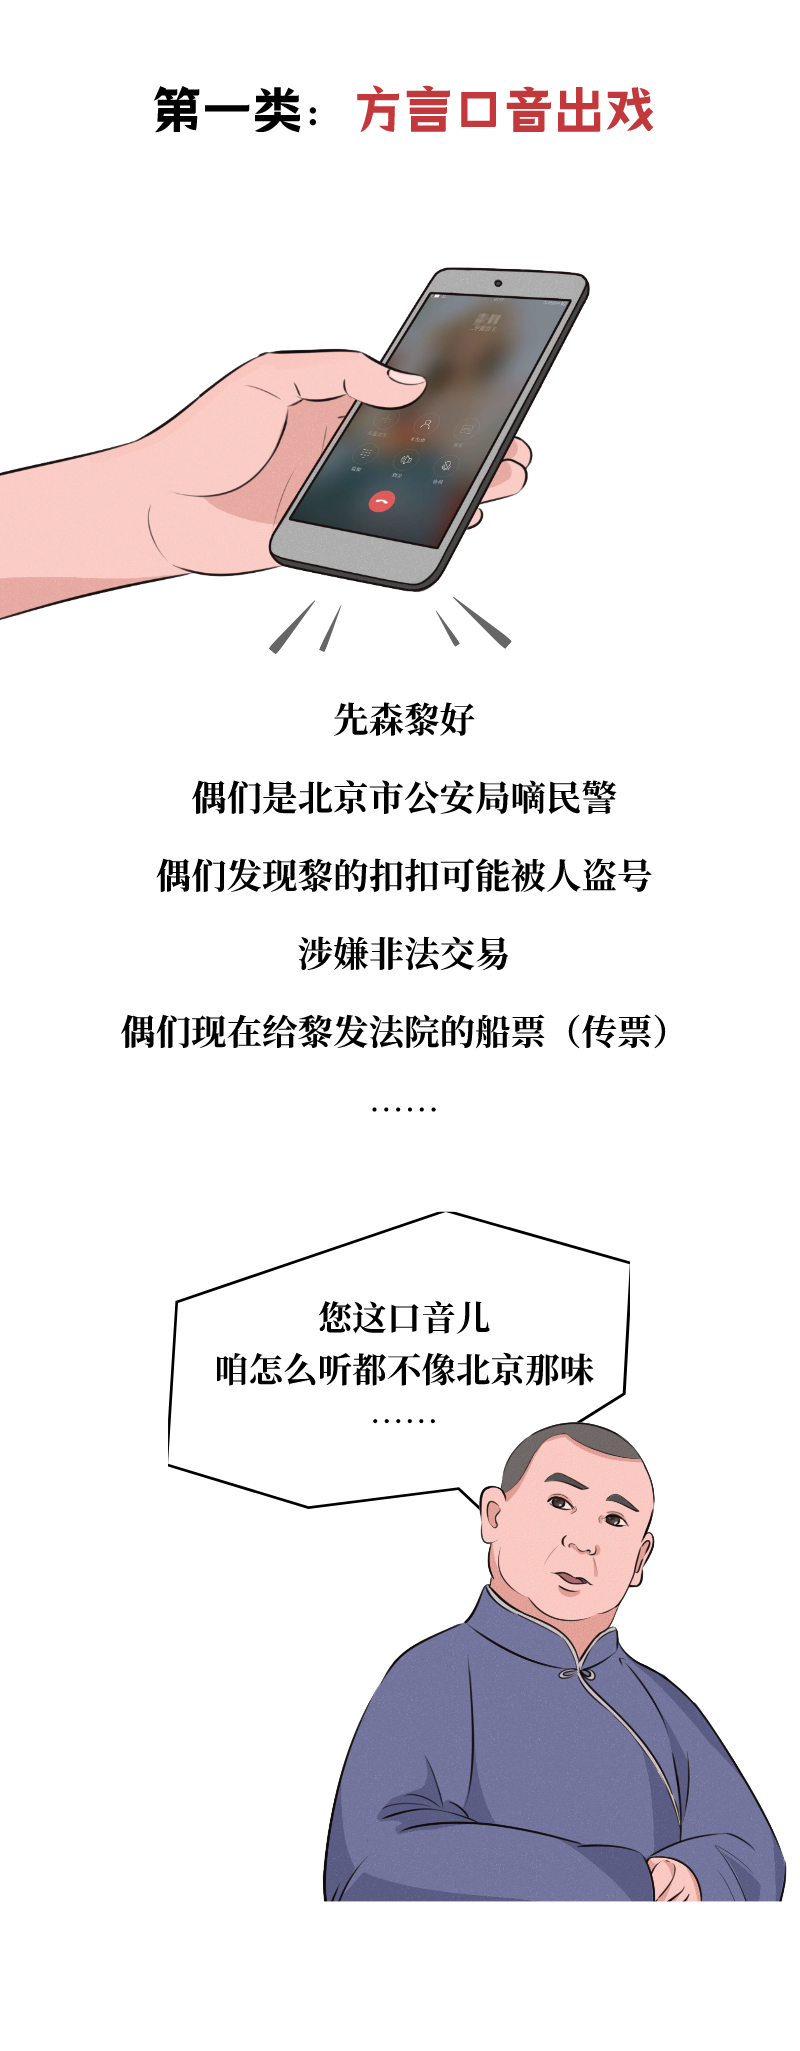 第一类：方言口音出戏
先森黎好
偶们是北京市公安局嘀民警
偶们发现黎的扣扣可能被人盗号
涉嫌非法交易
偶们现在给黎发法院的船票（传票）
……
您这口音儿
咱怎么听都不像北京那味
……